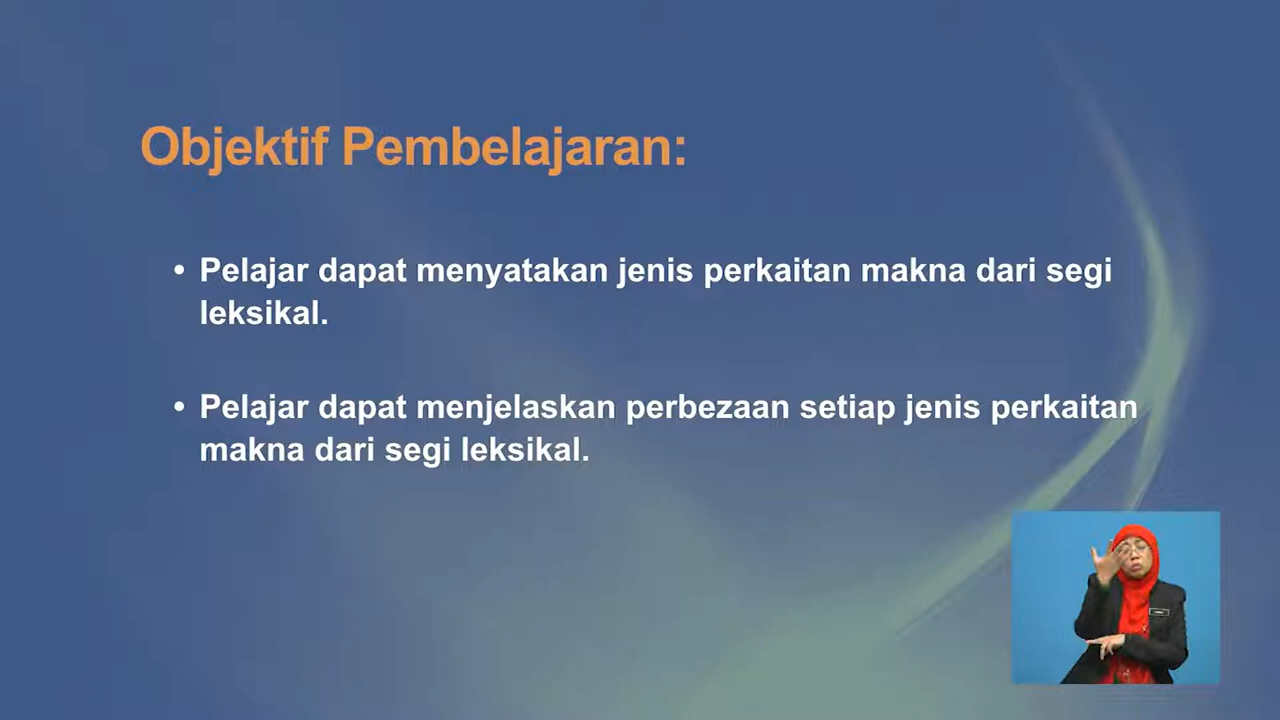 Objektif Pembelajaran:
• Pelajar dapat menyatakan jenis perkaitan makna dari segi
leksikal.
• Pelajar dapat menjelaskan perbezaan setiap jenis perkaitan
makna dari segi leksikal.